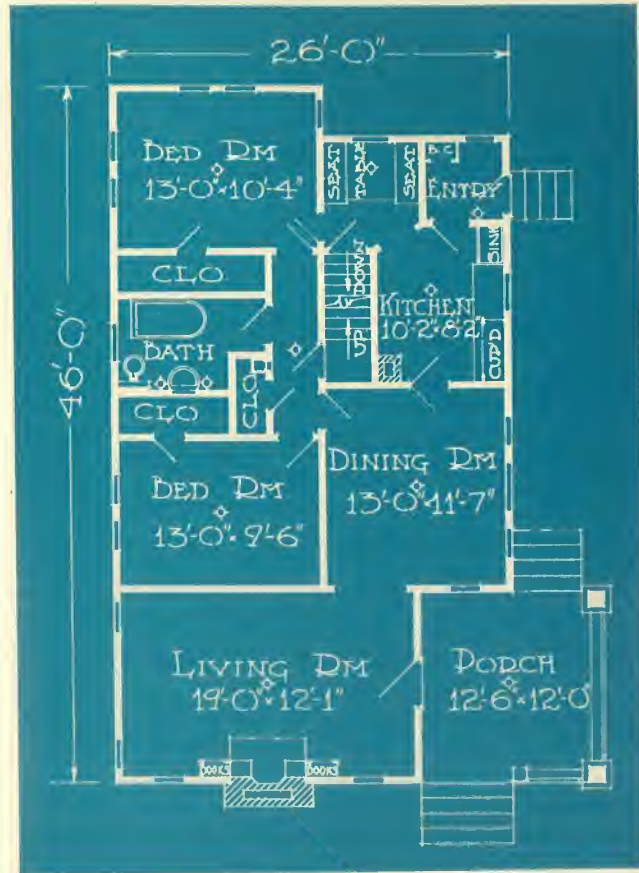 26'-0"
BED RM
13'-0"×10'-4"
SEAT
TABLE
SEAT
B.C.
ENTRY
CLO
DOWN
SINK
46'-0"
KITCHEN
10'-2"×8'-2"
BATH
UP
CUP'D
CLO
CLO
DINING RM
13'-0"×11'-7"
BED RM
13'-0"×9'-6"
LIVING RM
19'-0"×12'-1"
PORCH
12'-6"×12'-0"
BOOKS
BOOKS